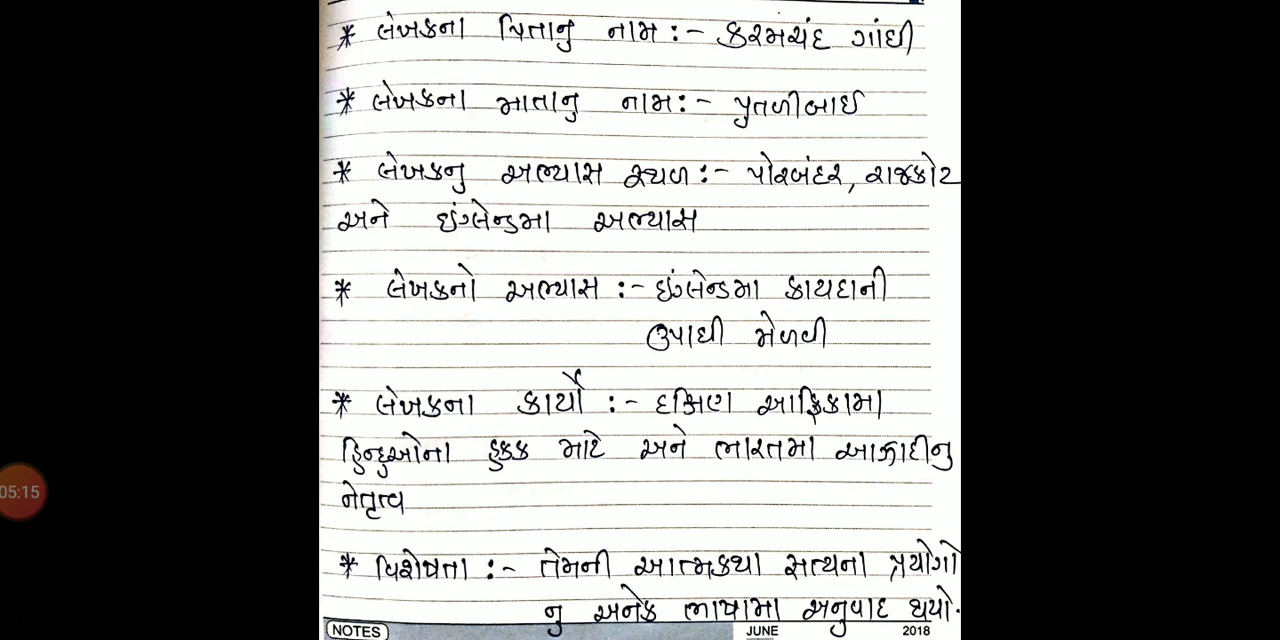 * લેખકના પિતાનુ નામ :- કરમચંદ ગાંધી
* લેખકના માતાનુ નામ :- પુતળીબાઈ
* લેખકનુ અભ્યાસ સ્થળ :- પોરબંદર, રાજકોટ
અને ઇંગ્લેન્ડમા અભ્યાસ
* લેખકનો અભ્યાસ :- ઇંગ્લેન્ડમા કાયદાની
ઉપાધી મેળવી
* લેખકના કાર્યો :- દક્ષિણ આફ્રિકામા
હિન્દુઓના હુકક માટે અને ભારતમા આઝાદીનુ
નેતૃત્વ
* વિશેષતા :- તેમની આત્મકથા સત્યના પ્રયોગો
નુ અનેક ભાષામા અનુવાદ થયો.
NOTES JUNE 2018
05:15